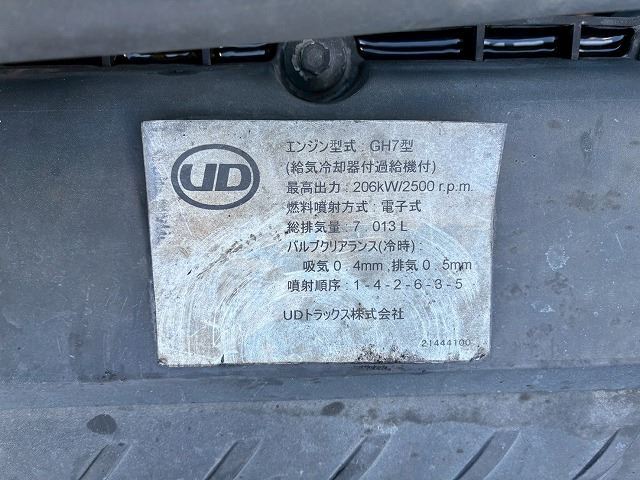 UD
エンジン型式: GH7型
(給気冷却器付過給機付)
最高出力: 206kW/2500 r.p.m.
燃料噴射方式: 電子式
総排気量: 7.013 L
バルブクリアランス(冷時):
吸気0.4mm,排気0.5mm
噴射順序: 1-4-2-6-3-5
UDトラックス株式会社
21444100